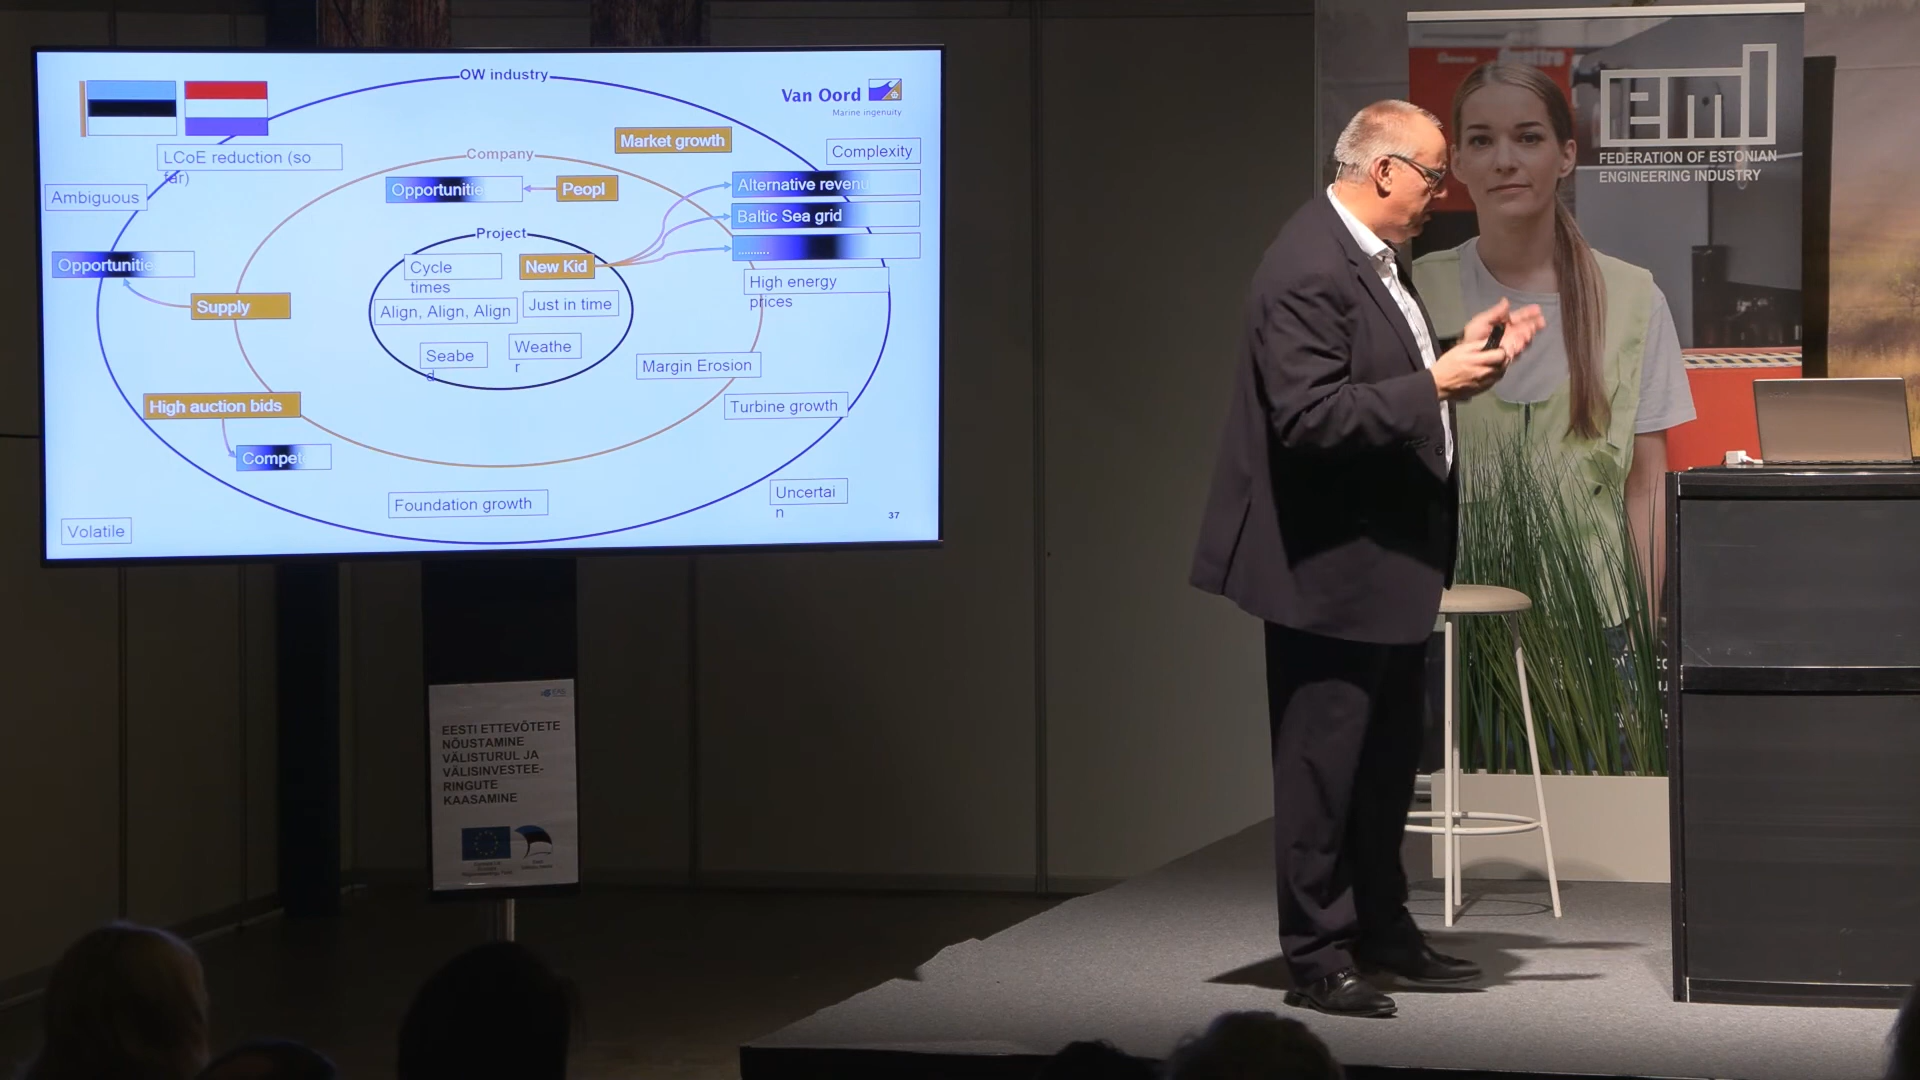 OW industry
Van Oord
Marine ingenuity
Market growth
Complexity
LCoE reduction (so
far)
Company
Ambiguous
Opportunitie
Peopl
Alternative revenu
Baltic Sea grid
..........
Project
Opportunitie
Cycle
times
New Kid
High energy
prices
Supply
Align, Align, Align
Just in time
Seabe
d
Weathe
r
Margin Erosion
High auction bids
Turbine growth
Compet
Foundation growth
Uncertai
n
Volatile
37
eml
FEDERATION OF ESTONIAN
ENGINEERING INDUSTRY
EESTI ETTEVÕTETE
NÕUSTAMINE
VÄLISTURUL JA
VÄLISINVESTEE-
RINGUTE
KAASAMINE